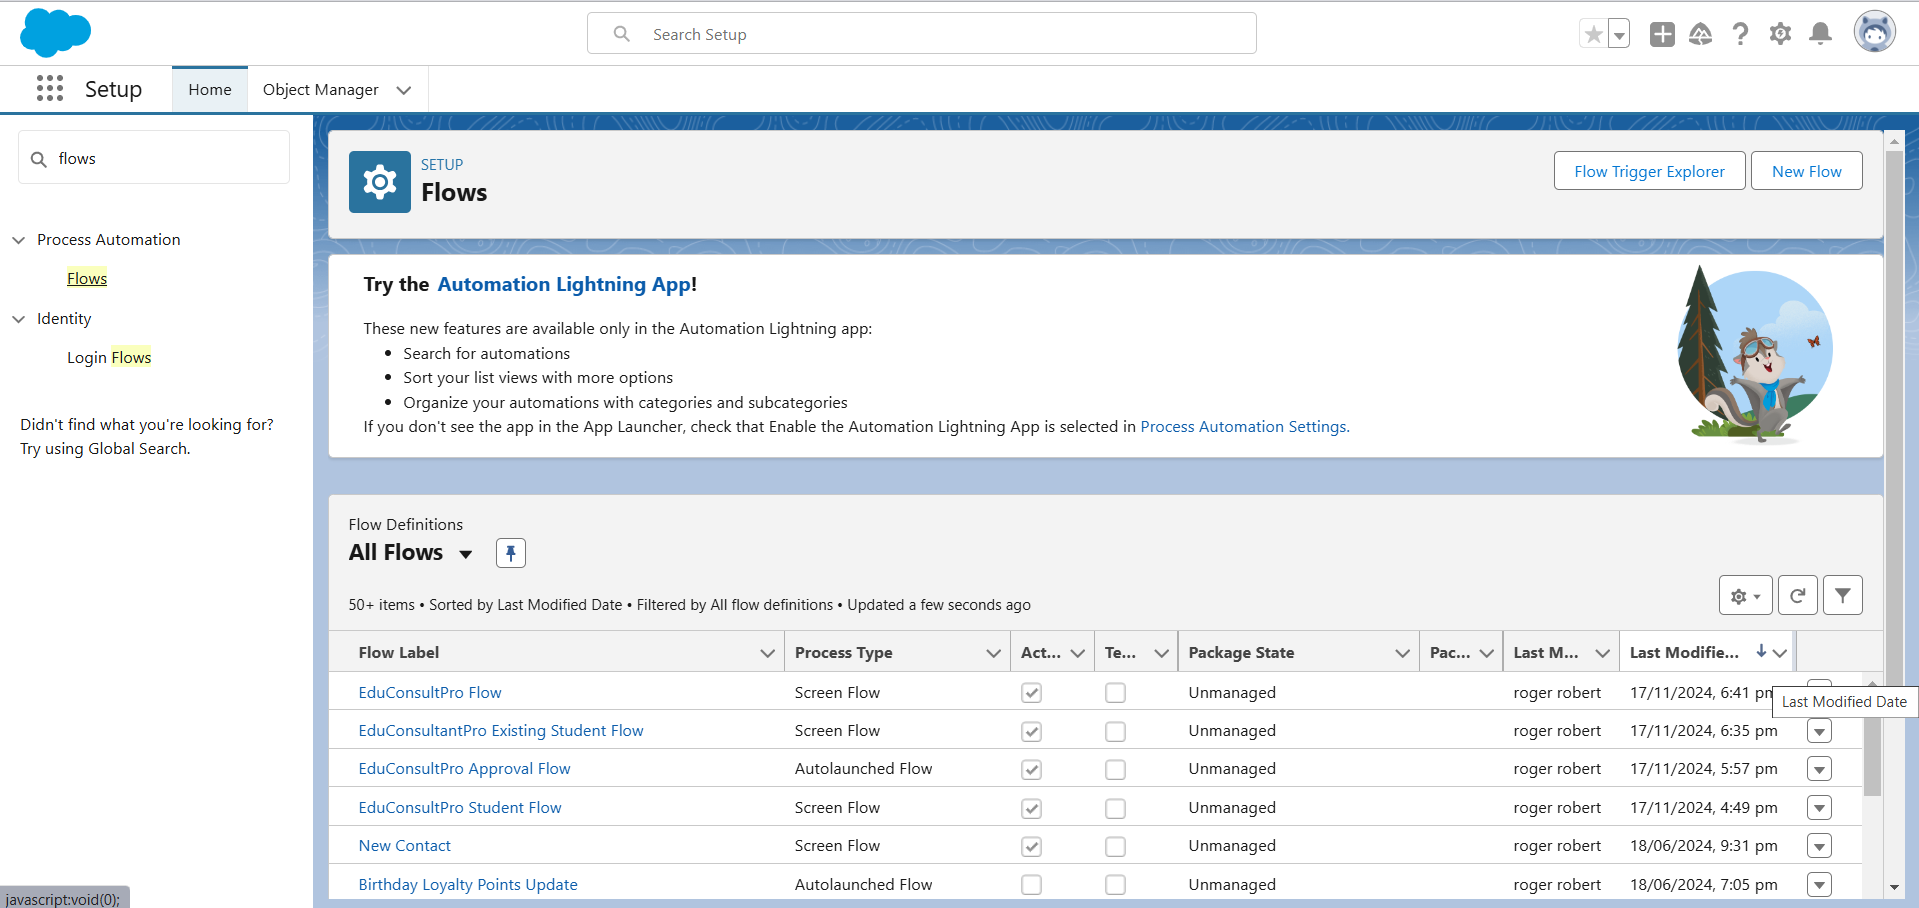 Search Setup
Setup
Home
Object Manager
flows
Process Automation
Flows
Identity
Login Flows
Didn't find what you're looking for?
Try using Global Search.
SETUP
Flows
Flow Trigger Explorer
New Flow
Try the Automation Lightning App!
These new features are available only in the Automation Lightning app:
• Search for automations
• Sort your list views with more options
• Organize your automations with categories and subcategories
If you don't see the app in the App Launcher, check that Enable the Automation Lightning App is selected in Process Automation Settings.
Flow Definitions
All Flows
50+ items • Sorted by Last Modified Date • Filtered by All flow definitions • Updated a few seconds ago
Flow Label Process Type Act... Te... Package State Pac... Last M... Last Modifie...
EduConsultPro Flow Screen Flow Unmanaged roger robert 17/11/2024, 6:41 pm
Last Modified Date
EduConsultantPro Existing Student Flow Screen Flow Unmanaged roger robert 17/11/2024, 6:35 pm
EduConsultPro Approval Flow Autolaunched Flow Unmanaged roger robert 17/11/2024, 5:57 pm
EduConsultPro Student Flow Screen Flow Unmanaged roger robert 17/11/2024, 4:49 pm
New Contact Screen Flow Unmanaged roger robert 18/06/2024, 9:31 pm
Birthday Loyalty Points Update Autolaunched Flow Unmanaged roger robert 18/06/2024, 7:05 pm
javascript:void(0);